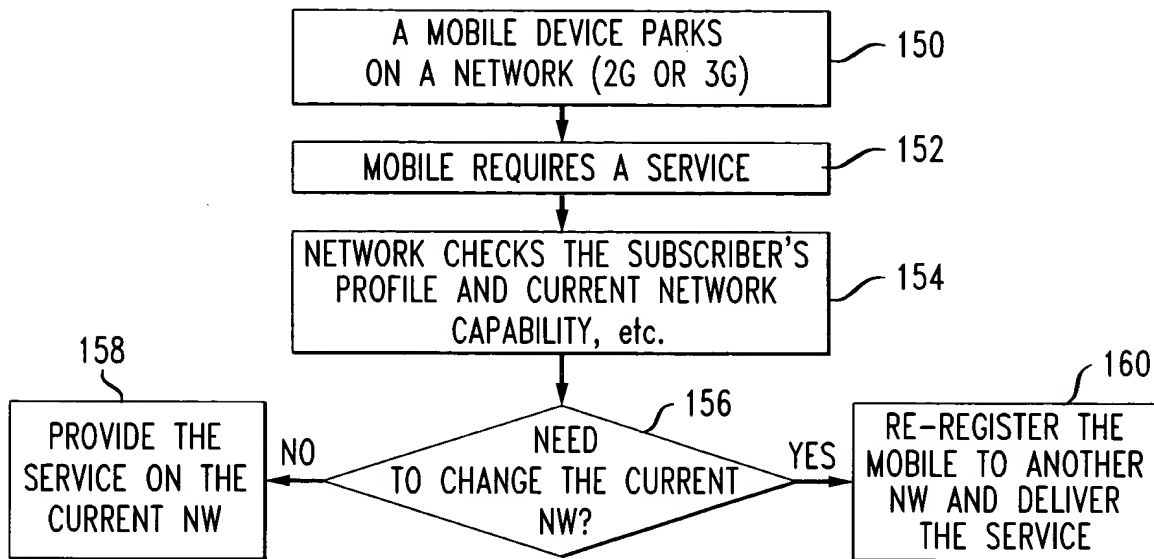 A MOBILE DEVICE PARKS
ON A NETWORK (2G OR 3G)
150
MOBILE REQUIRES A SERVICE
152
NETWORK CHECKS THE SUBSCRIBER'S
PROFILE AND CURRENT NETWORK
CAPABILITY, etc.
154
158
PROVIDE THE
SERVICE ON THE
CURRENT NW
NO
156
NEED
TO CHANGE THE CURRENT
NW?
YES
160
RE-REGISTER THE
MOBILE TO ANOTHER
NW AND DELIVER
THE SERVICE